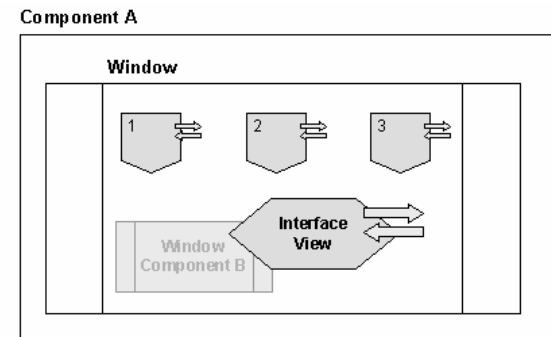 Component A
Window
1 2 3
Interface
View
Window
Component B